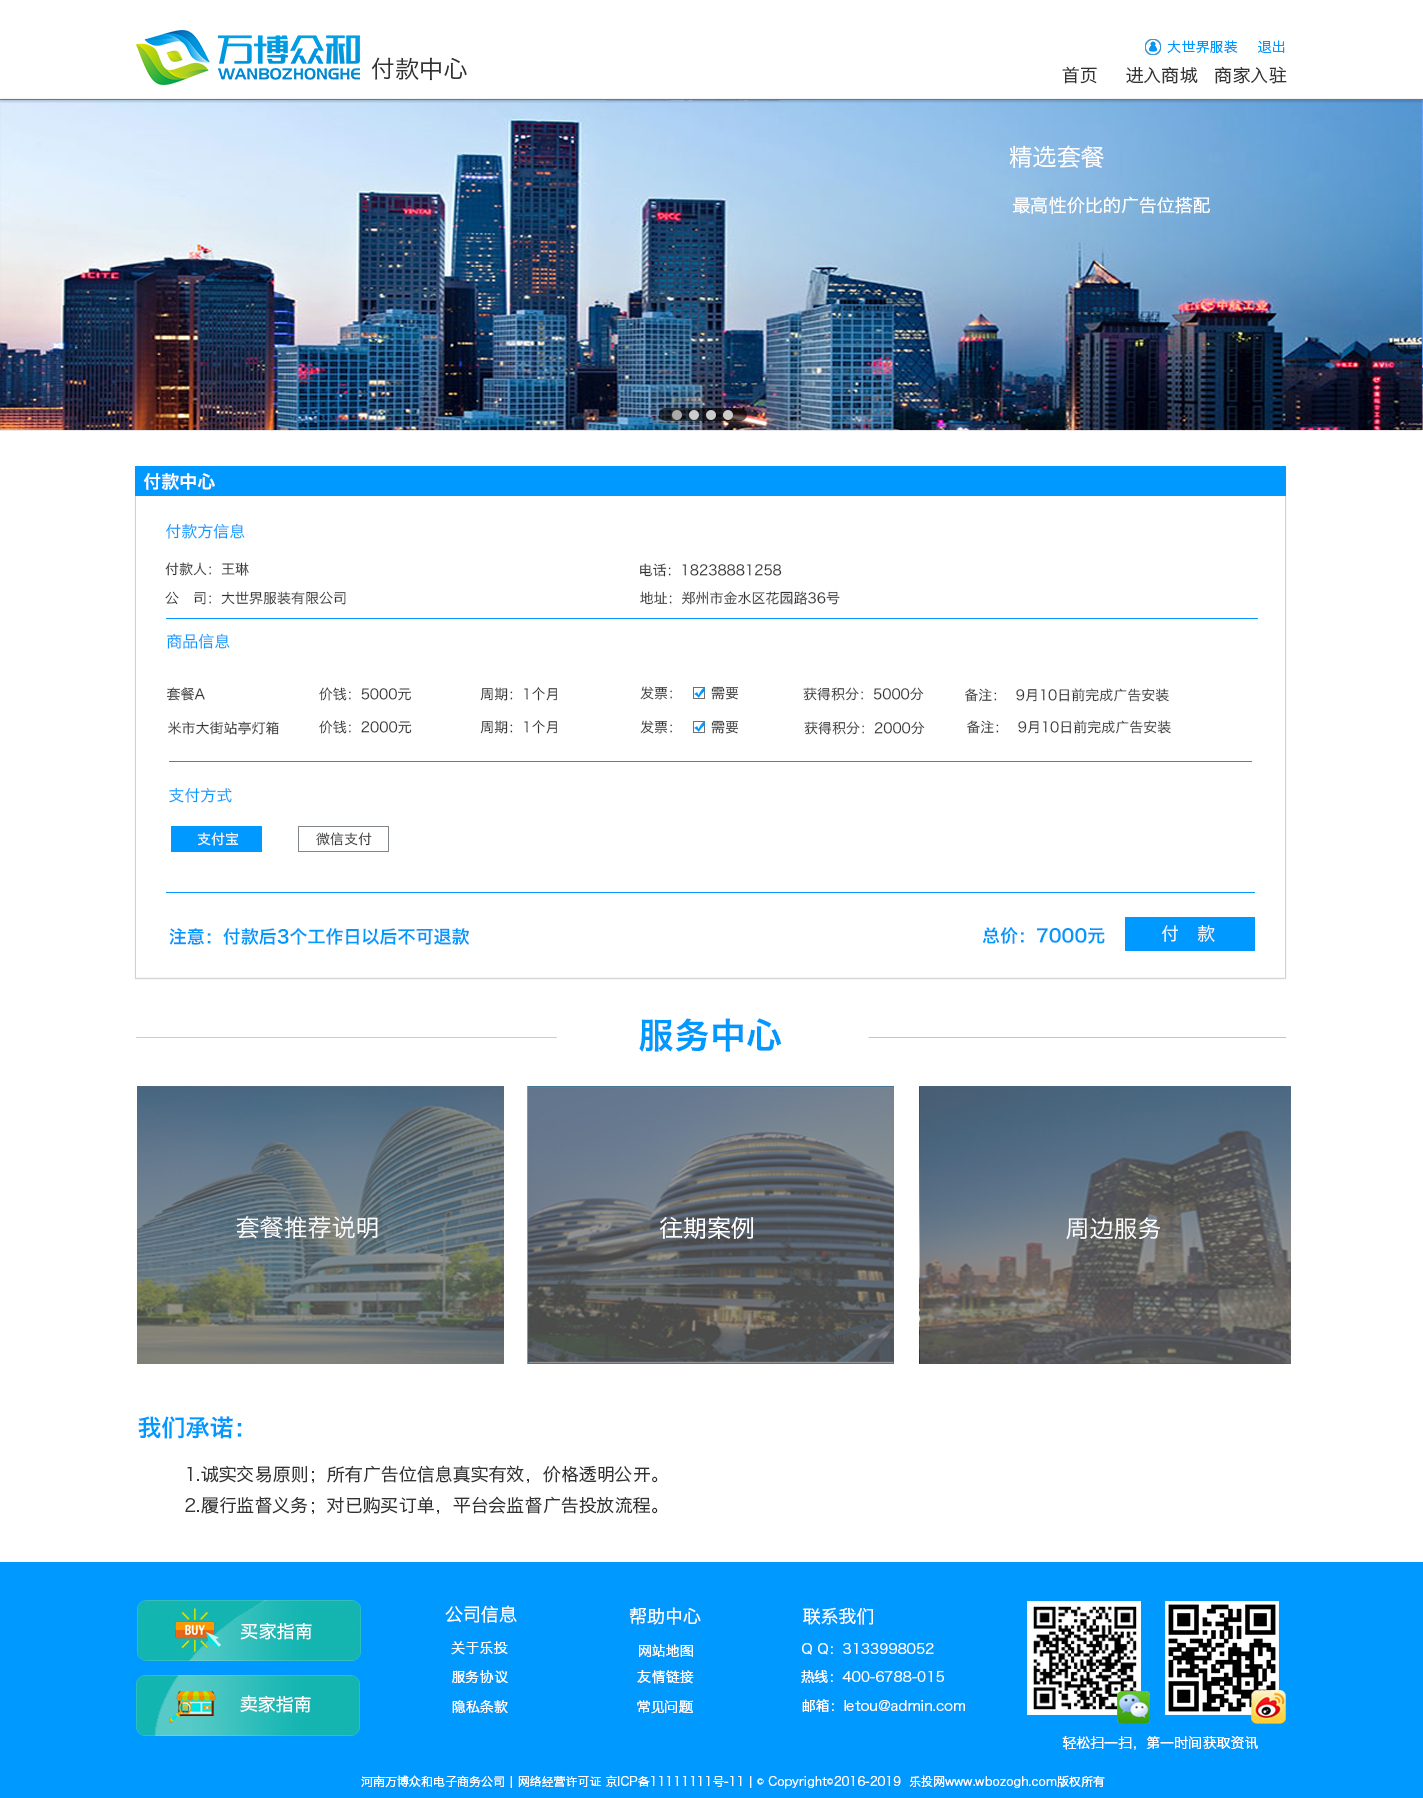 万博众和
WANBOZHONGHE
付款中心
大世界服装 退出
首页 进入商城 商家入驻
精选套餐
最高性价比的广告位搭配
YINTAI
DICC
CITIC
中航工业
AVIC
付款中心
付款方信息
付款人：王琳 电话：18238881258
公 司：大世界服装有限公司 地址：郑州市金水区花园路36号
商品信息
套餐A 价钱：5000元 周期：1个月 发票： 需要 获得积分：5000分 备注： 9月10日前完成广告安装
米市大街站亭灯箱 价钱：2000元 周期：1个月 发票： 需要 获得积分：2000分 备注： 9月10日前完成广告安装
支付方式
支付宝 微信支付
注意：付款后3个工作日以后不可退款 总价：7000元 付 款
服务中心
套餐推荐说明 往期案例 周边服务
我们承诺：
1.诚实交易原则；所有广告位信息真实有效，价格透明公开。
2.履行监督义务；对已购买订单，平台会监督广告投放流程。
BUY 买家指南
卖家指南
公司信息
关于乐投
服务协议
隐私条款
帮助中心
网站地图
友情链接
常见问题
联系我们
Q Q：3133998052
热线：400-6788-015
邮箱：letou@admin.com
轻松扫一扫，第一时间获取资讯
河南万博众和电子商务公司 | 网络经营许可证 京ICP备11111111号-11 | © Copyright©2016-2019 乐投网www.wbozogh.com版权所有